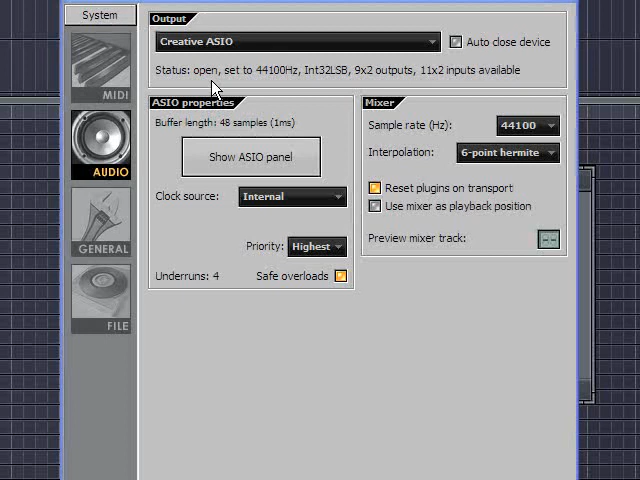 System
Output
Creative ASIO
Auto close device
Status: open, set to 44100Hz, Int32LSB, 9x2 outputs, 11x2 inputs available
MIDI
AUDIO
GENERAL
FILE
ASIO properties
Buffer length: 48 samples (1ms)
Show ASIO panel
Clock source: Internal
Priority: Highest
Underruns: 4 Safe overloads
Mixer
Sample rate (Hz): 44100
Interpolation: 6-point hermite
Reset plugins on transport
Use mixer as playback position
Preview mixer track: --